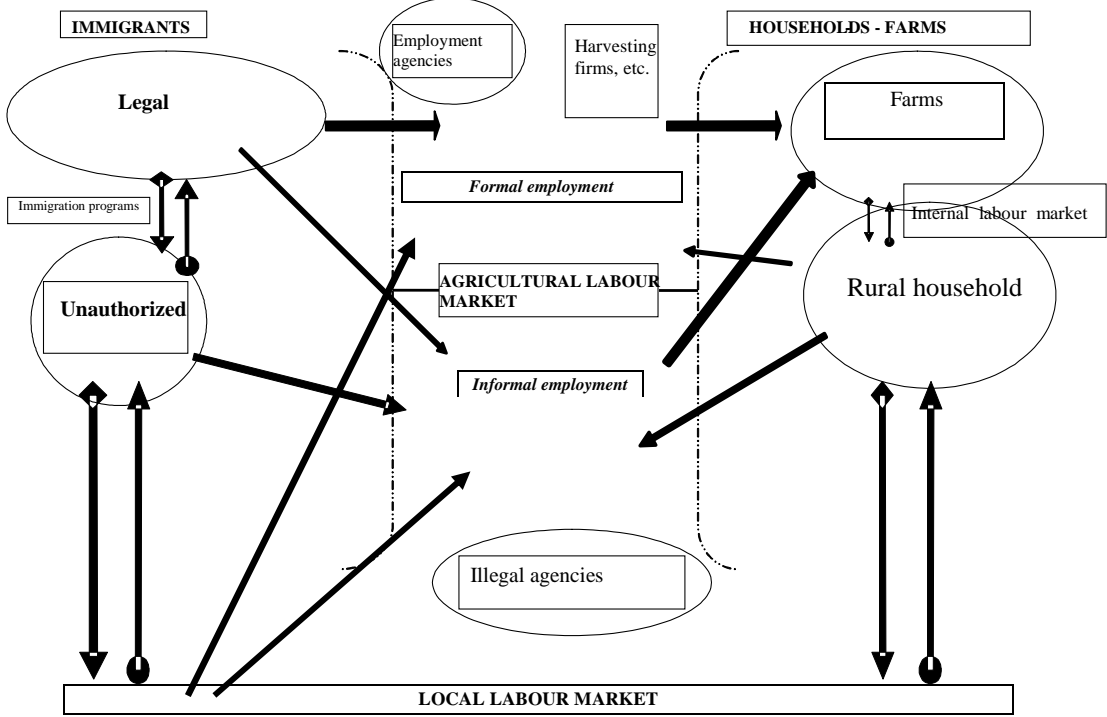 IMMIGRANTS
Employment
agencies
Harvesting
firms, etc.
HOUSEHOLDS - FARMS
Legal
Farms
Formal employment
Immigration programs
Internal labour market
AGRICULTURAL LABOUR
MARKET
Rural household
Unauthorized
Informal employment
Illegal agencies
LOCAL LABOUR MARKET